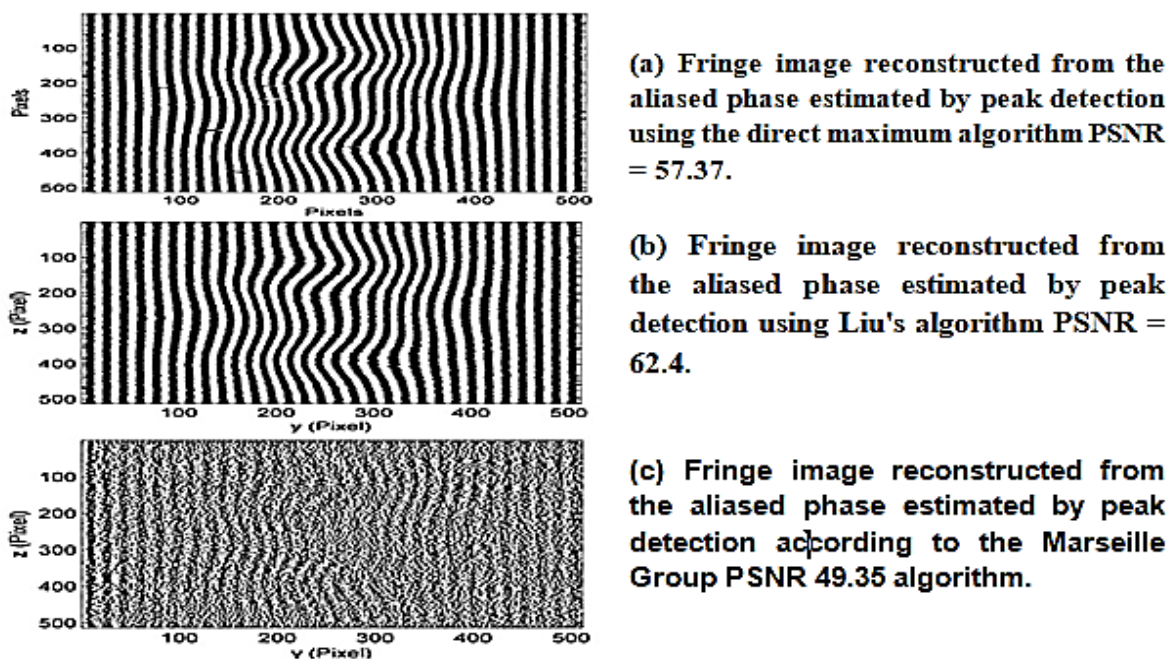 100
200
300
400
500
Pixels
100 200 300 400 500
Pixels
(a) Fringe image reconstructed from the
aliased phase estimated by peak detection
using the direct maximum algorithm PSNR
= 57.37.
100
200
300
400
500
z (Pixel)
100 200 300 400 500
y (Pixel)
(b) Fringe image reconstructed from
the aliased phase estimated by peak
detection using Liu's algorithm PSNR =
62.4.
100
200
300
400
500
z (Pixel)
100 200 300 400 500
y (Pixel)
(c) Fringe image reconstructed from
the aliased phase estimated by peak
detection according to the Marseille
Group PSNR 49.35 algorithm.